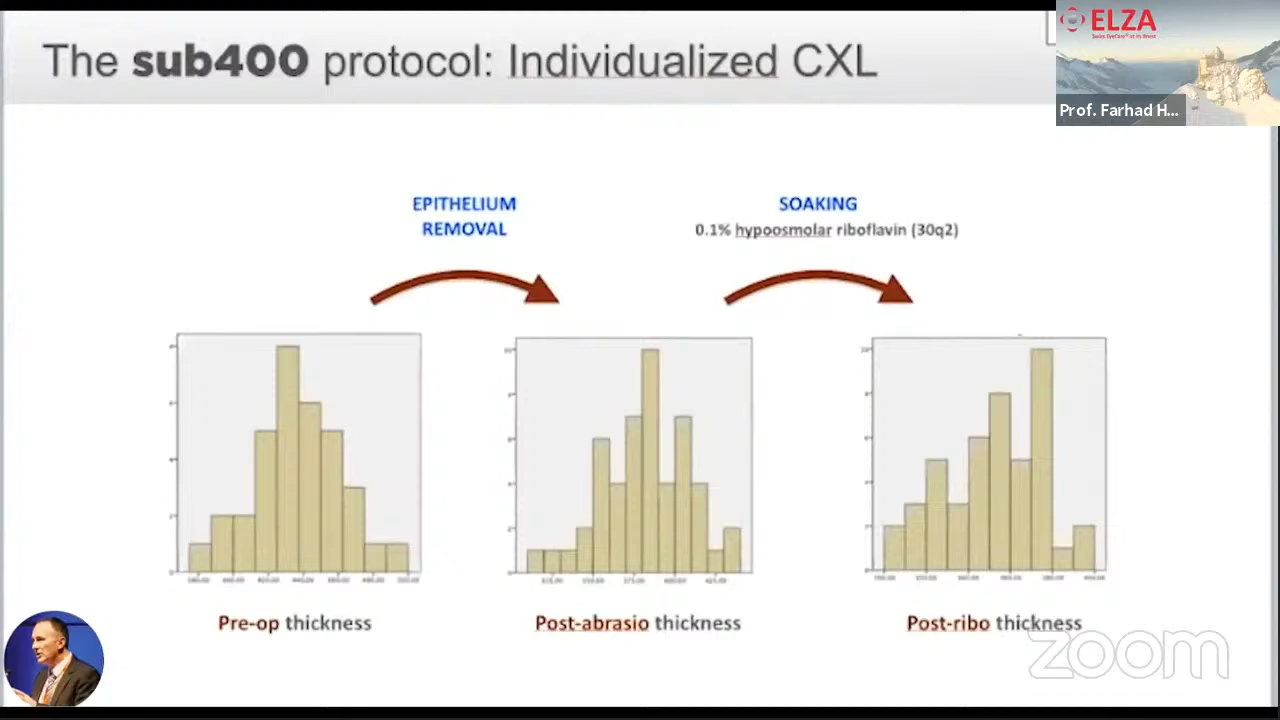 The sub400 protocol: Individualized CXL
ELZA
Prof. Farhad H...
EPITHELIUM
REMOVAL
SOAKING
0.1% hypoosmolar riboflavin (30q2)
Pre-op thickness
Post-abrasio thickness
Post-ribo thickness
zoom